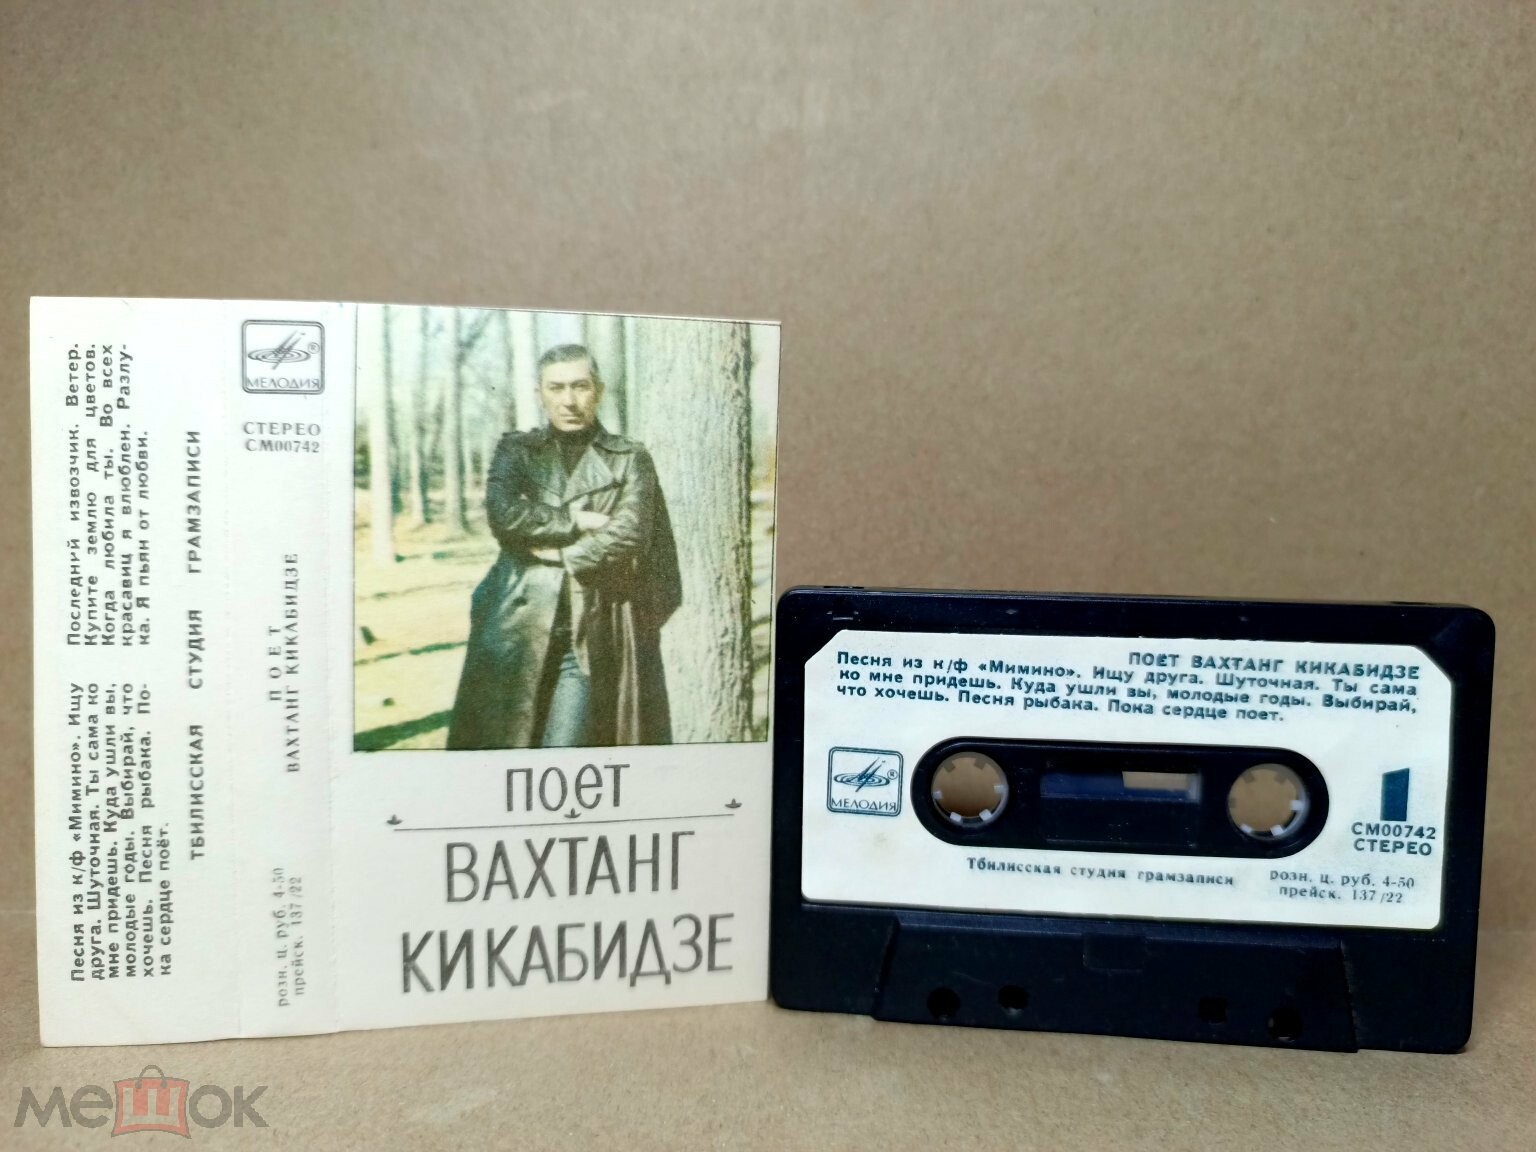 Песня из к/ф «Мимино». Ищу
друга. Шуточная. Ты сама ко
мне придешь. Куда ушли вы,
молодые годы. Выбирай, что
хочешь. Песня рыбака. По-
ка сердце поёт.
Последний извозчик. Ветер.
Купите землю для цветов.
Когда любила ты. Во всех
красавиц я влюблен. Разлу-
ка. Я пьян от любви.
ТБИЛИССКАЯ СТУДИЯ ГРАМЗАПИСИ
МЕЛОДИЯ
СТЕРЕО
СМ00742
ПОЕТ
ВАХТАНГ КИКАБИДЗЕ
розн. ц. руб. 4-50
прейск. 137/22
поет
ВАХТАНГ
КИКАБИДЗЕ
ПОЁТ ВАХТАНГ КИКАБИДЗЕ
Песня из к/ф «Мимино». Ищу друга. Шуточная. Ты сама
ко мне придешь. Куда ушли вы, молодые годы. Выбирай,
что хочешь. Песня рыбака. Пока сердце поет.
МЕЛОДИЯ
1
СМ00742
СТЕРЕО
Тбилисская студия грамзаписи
розн. ц. руб. 4-50
прейск. 137/22
мешок